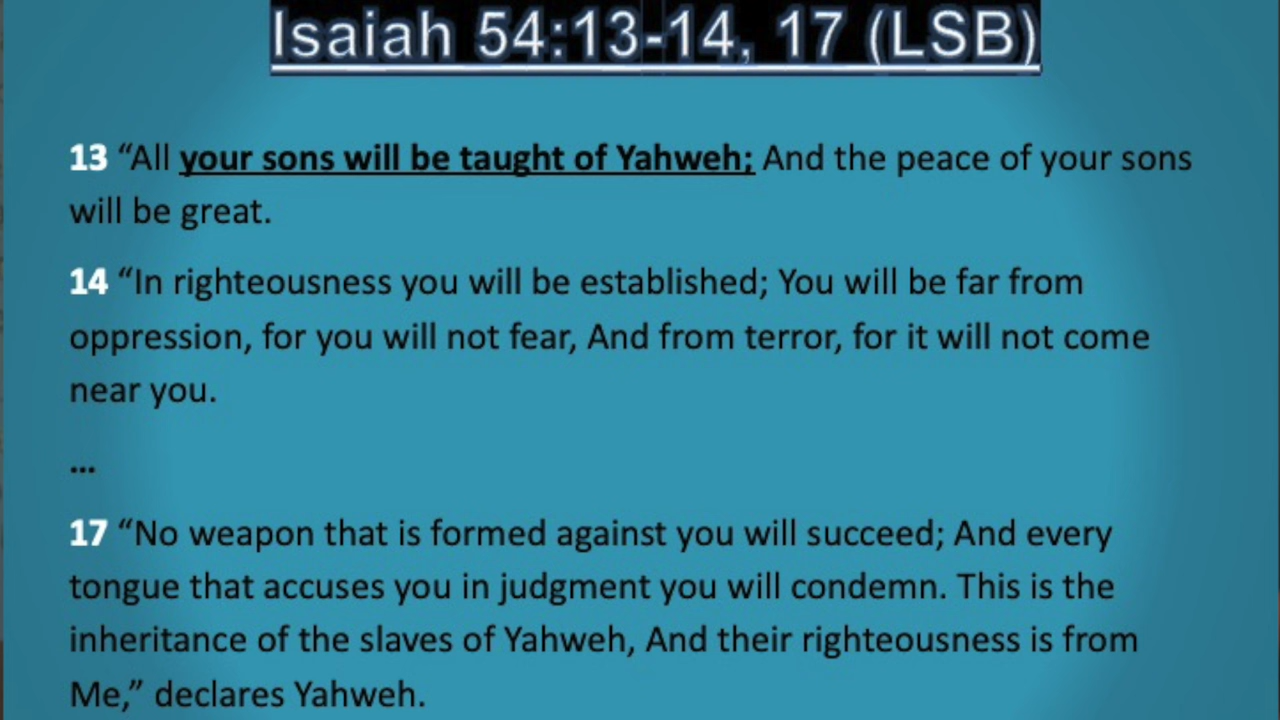 Isaiah 54:13-14, 17 (LSB)
13 “All your sons will be taught of Yahweh; And the peace of your sons
will be great.
14 “In righteousness you will be established; You will be far from
oppression, for you will not fear, And from terror, for it will not come
near you.
...
17 “No weapon that is formed against you will succeed; And every
tongue that accuses you in judgment you will condemn. This is the
inheritance of the slaves of Yahweh, And their righteousness is from
Me,” declares Yahweh.